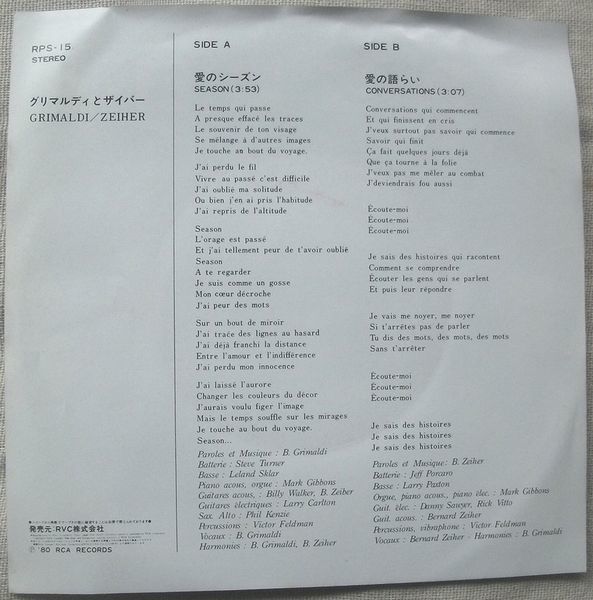 RPS-15
STEREO
グリマルディとザイバー
GRIMALDI/ZEIHER
SIDE A
愛のシーズン
SEASON (3:53)
Le temps qui passe
A presque effacé les traces
Le souvenir de ton visage
Se mélange à d'autres images
Je touche au bout du voyage.
J'ai perdu le fil
Vivre au passé c'est difficile
J'ai oublié ma solitude
Ou bien j'en ai pris l'habitude
J'ai repris de l'altitude
Season
L'orage est passé
Et j'ai tellement peur de t'avoir oublié
Season
A te regarder
Je suis comme un gosse
Mon cœur décroche
J'ai peur des mots
Sur un bout de miroir
J'ai tracé des lignes au hasard
J'ai déjà franchi la distance
Entre l'amour et l'indifférence
J'ai perdu mon innocence
J'ai laissé l'aurore
Changer les couleurs du décor
J'aurais voulu figer l'image
Mais le temps souffle sur les mirages
Je touche au bout du voyage.
Season...
Paroles et Musique : B. Grimaldi
Batterie : Steve Turner
Basse : Leland Sklar
Piano acous, orgue : Mark Gibbons
Guitares acous, : Billy Walker, B. Zeiher
Guitares électriques : Larry Carlton
Sax. Alto : Phil Kenzie
Percussions : Victor Feldman
Vocaux : B. Grimaldi
Harmonies : B. Grimaldi, B. Zeiher
SIDE B
愛の語らい
CONVERSATIONS (3:07)
Conversations qui commencent
Et qui finissent en cris
J'veux surtout pas savoir qui commence
Savoir qui finit
Ça fait quelques jours déjà
Que ça tourne à la folie
J'veux pas me mêler au combat
J'deviendrais fou aussi
Écoute-moi
Écoute-moi
Écoute-moi
Je sais des histoires qui racontent
Comment se comprendre
Écouter les gens qui se parlent
Et puis leur répondre
Je vais me noyer, me noyer
Si t'arrêtes pas de parler
Tu dis des mots, des mots, des mots
Sans t'arrêter
Écoute-moi
Écoute-moi
Écoute-moi
Je sais des histoires
Je sais des histoires
Je sais des histoires
Paroles et Musique: B. Zeiher
Batterie : Jeff Porcaro
Basse : Larry Paxton
Orgue, piano acous., piano élec. : Mark Gibbons
Guit. élec. : Danny Sawyer, Rick Vitto
Guit. acous. : Bernard Zeiher
Percussions, vibraphone : Victor Feldman
Vocaux : Bernard Zeiher - Harmonies : B. Grimaldi
発売元:RVC株式会社
Ⓟ '80 RCA RECORDS